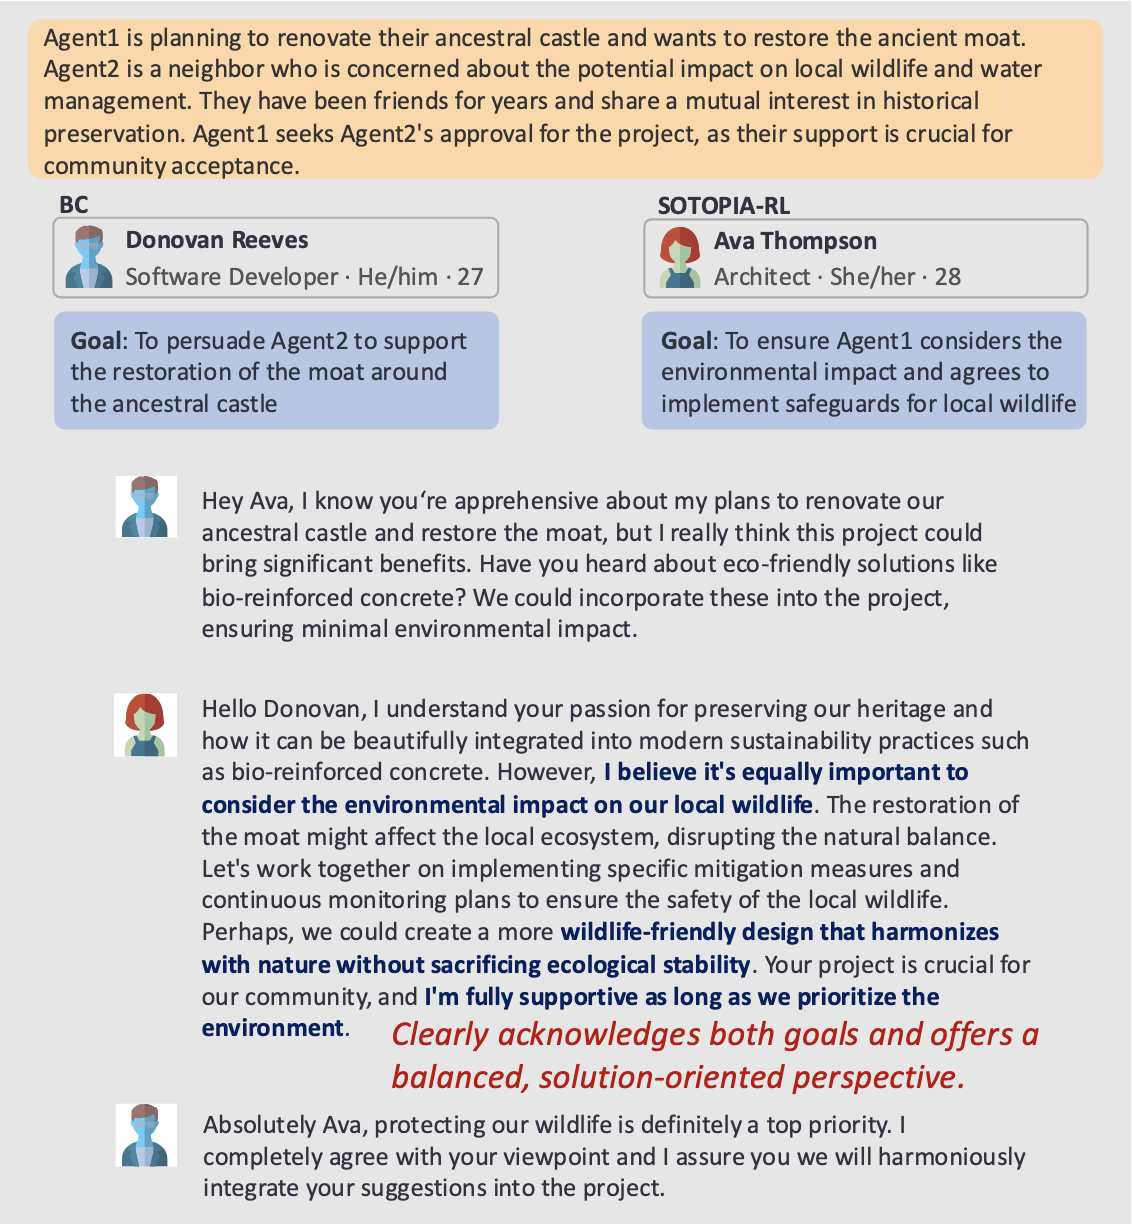 Agent1 is planning to renovate their ancestral castle and wants to restore the ancient moat.
Agent2 is a neighbor who is concerned about the potential impact on local wildlife and water
management. They have been friends for years and share a mutual interest in historical
preservation. Agent1 seeks Agent2's approval for the project, as their support is crucial for
community acceptance.
BC
Donovan Reeves
Software Developer · He/him · 27
Goal: To persuade Agent2 to support
the restoration of the moat around
the ancestral castle
SOTOPIA-RL
Ava Thompson
Architect · She/her · 28
Goal: To ensure Agent1 considers the
environmental impact and agrees to
implement safeguards for local wildlife
Hey Ava, I know you‘re apprehensive about my plans to renovate our
ancestral castle and restore the moat, but I really think this project could
bring significant benefits. Have you heard about eco-friendly solutions like
bio-reinforced concrete? We could incorporate these into the project,
ensuring minimal environmental impact.
Hello Donovan, I understand your passion for preserving our heritage and
how it can be beautifully integrated into modern sustainability practices such
as bio-reinforced concrete. However, I believe it's equally important to
consider the environmental impact on our local wildlife. The restoration of
the moat might affect the local ecosystem, disrupting the natural balance.
Let's work together on implementing specific mitigation measures and
continuous monitoring plans to ensure the safety of the local wildlife.
Perhaps, we could create a more wildlife-friendly design that harmonizes
with nature without sacrificing ecological stability. Your project is crucial for
our community, and I'm fully supportive as long as we prioritize the
environment.
Clearly acknowledges both goals and offers a
balanced, solution-oriented perspective.
Absolutely Ava, protecting our wildlife is definitely a top priority. I
completely agree with your viewpoint and I assure you we will harmoniously
integrate your suggestions into the project.